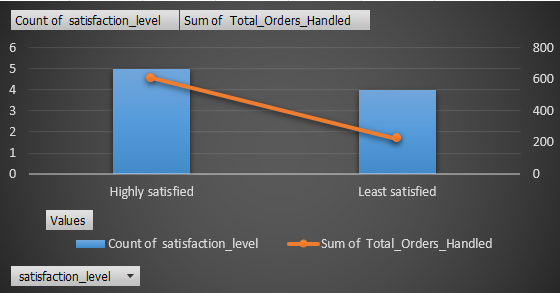 Count of satisfaction_level Sum of Total_Orders_Handled
6 800
5
4 600
3 400
2
1 200
0 0
Highly satisfied Least satisfied
Values
Count of satisfaction_level Sum of Total_Orders_Handled
satisfaction_level